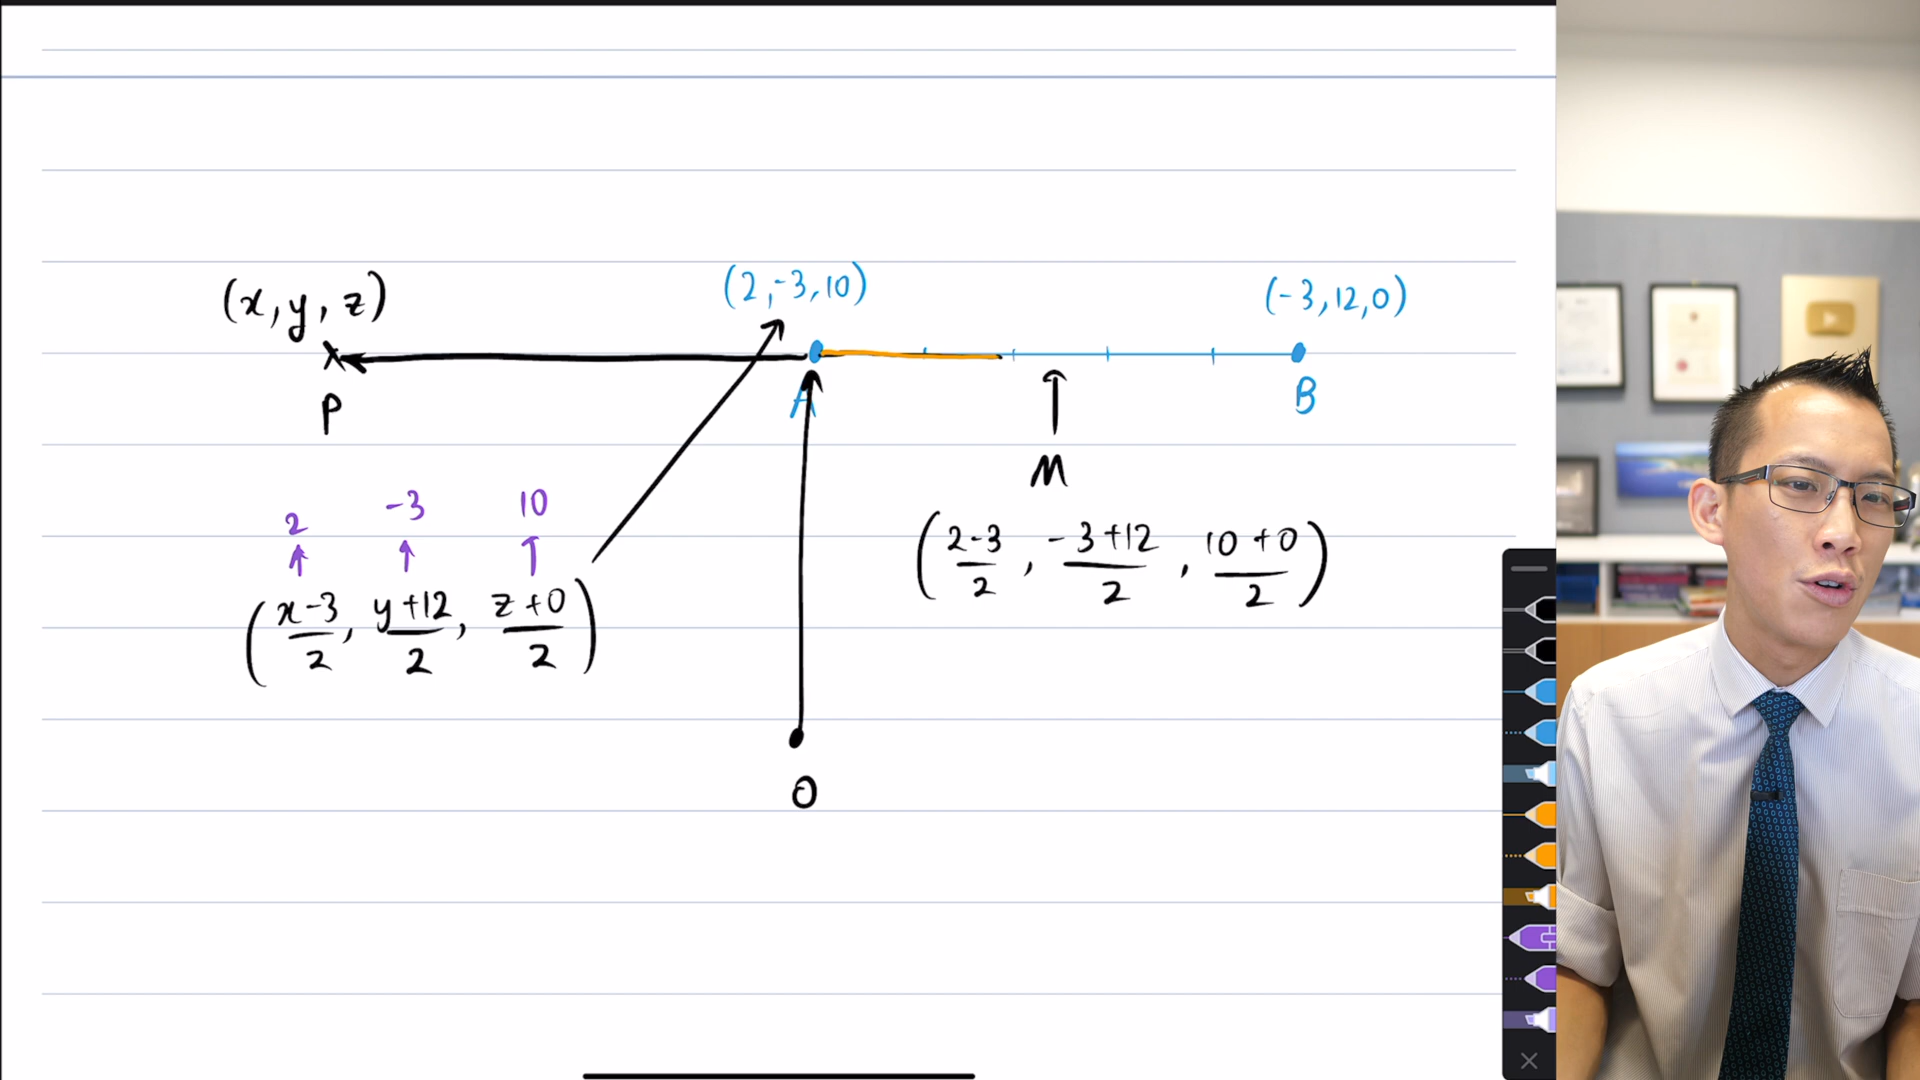 (x, y, z)
(2, -3, 10)
(-3, 12, 0)
P
A
B
M
2 -3 10
(x-3/2, y+12/2, z+0/2)
(2-3/2, -3+12/2, 10+0/2)
O